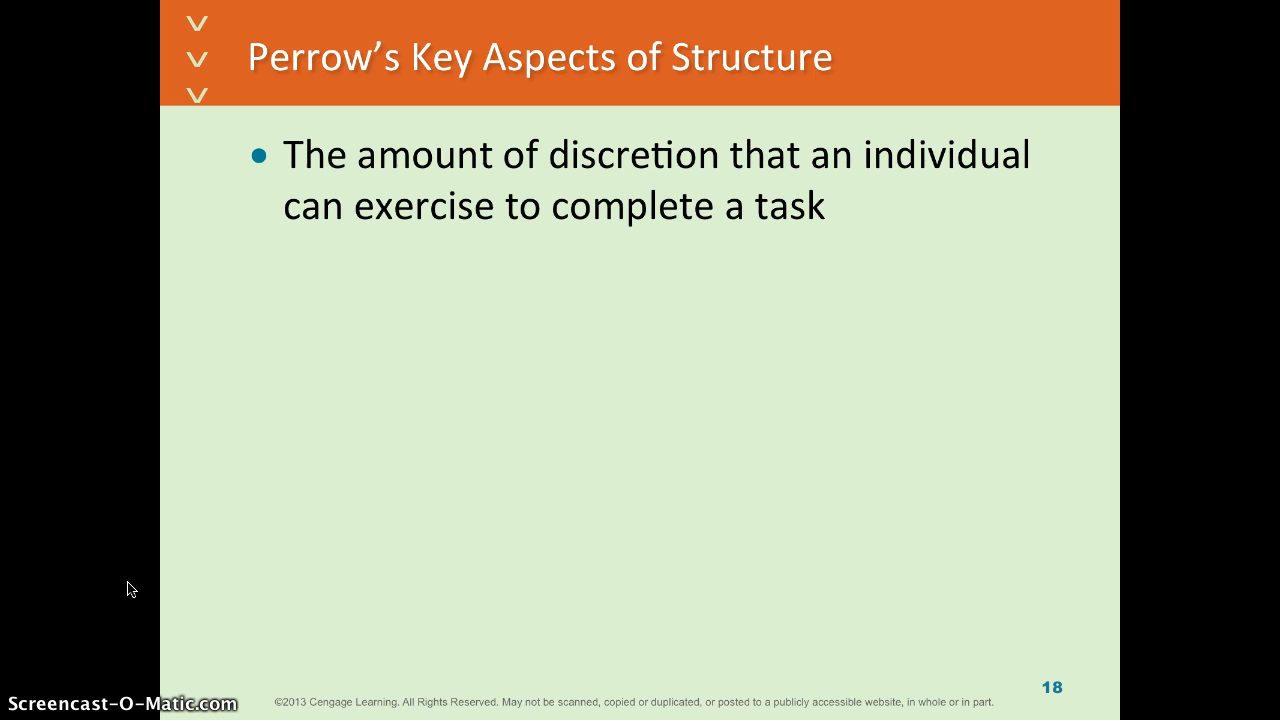 Perrow’s Key Aspects of Structure
• The amount of discretion that an individual
can exercise to complete a task
18
©2013 Cengage Learning. All Rights Reserved. May not be scanned, copied or duplicated, or posted to a publicly accessible website, in whole or in part.
Screencast-O-Matic.com